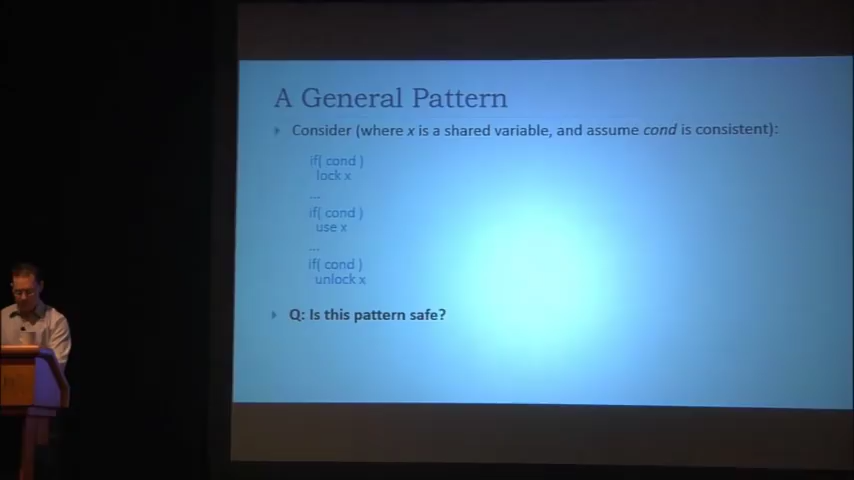 A General Pattern
Consider (where x is a shared variable, and assume cond is consistent):
if( cond )
lock x
...
if( cond )
use x
...
if( cond )
unlock x
Q: Is this pattern safe?